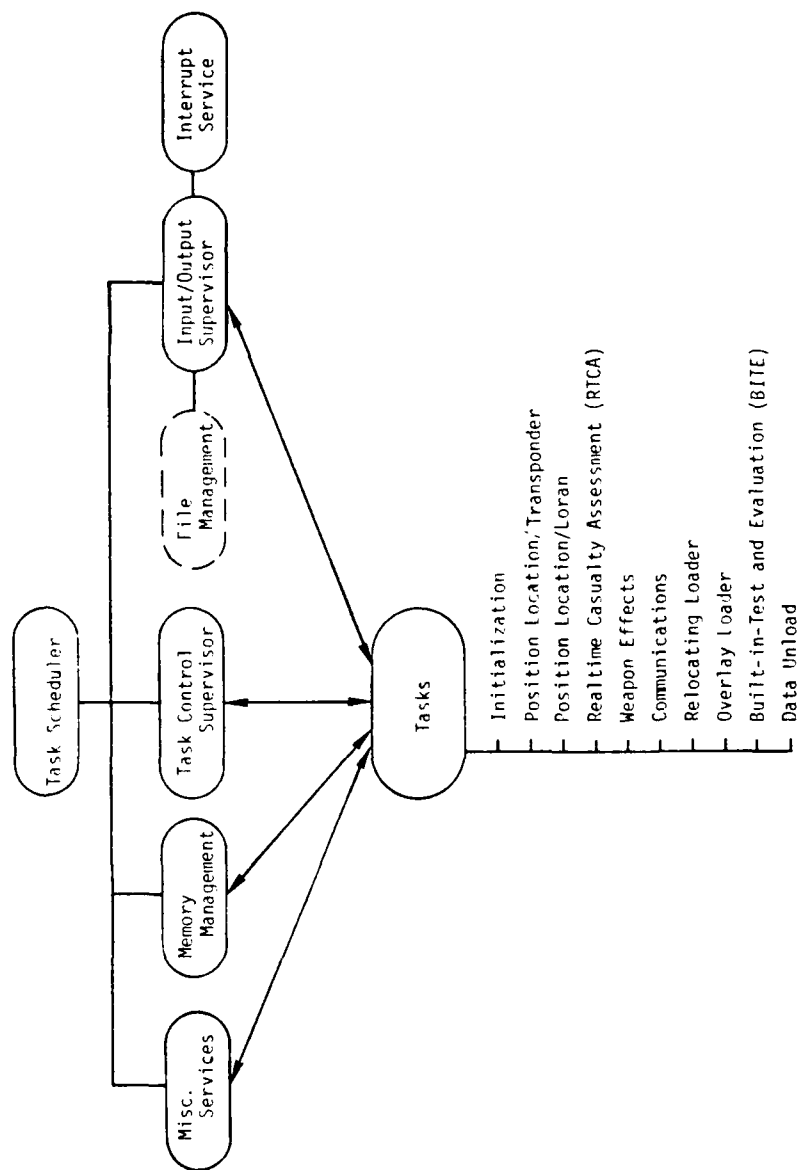 Task Scheduler
Misc.
Services
Memory
Management
Task Control
Supervisor
File
Management
Input/Output
Supervisor
Interrupt
Service
Tasks
Initialization
Position Location/Transponder
Position Location/Loran
Realtime Casualty Assessment (RTCA)
Weapon Effects
Communications
Relocating Loader
Overlay Loader
Built-in-Test and Evaluation (BITE)
Data Unload